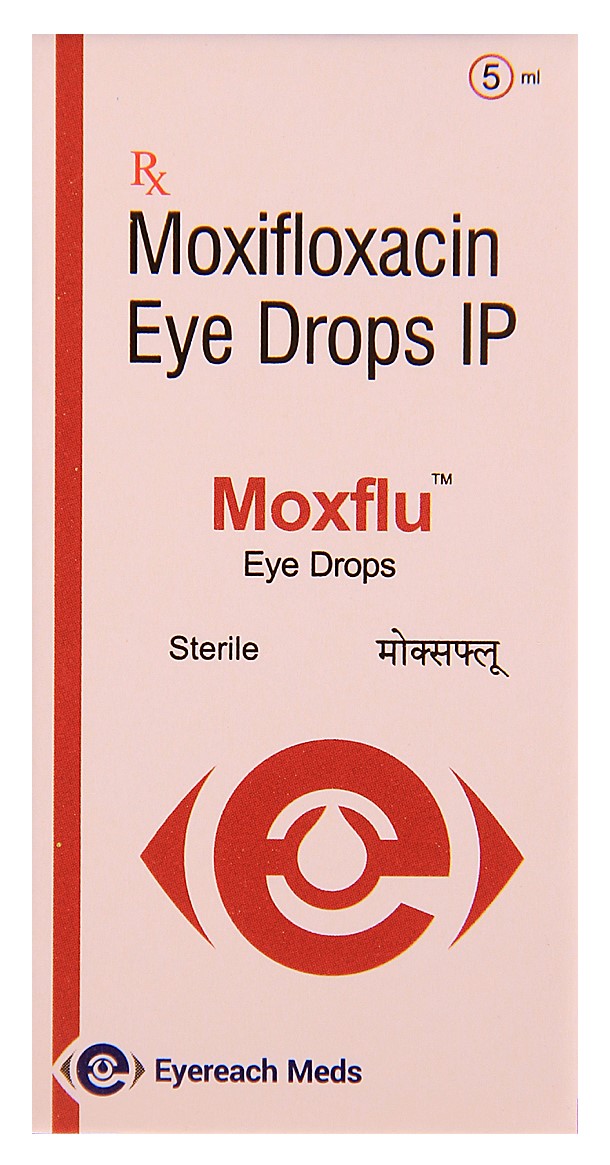 5 ml
Rx
Moxifloxacin
Eye Drops IP
Moxflu™
Eye Drops
Sterile मोक्सफ्लू
Eyereach Meds